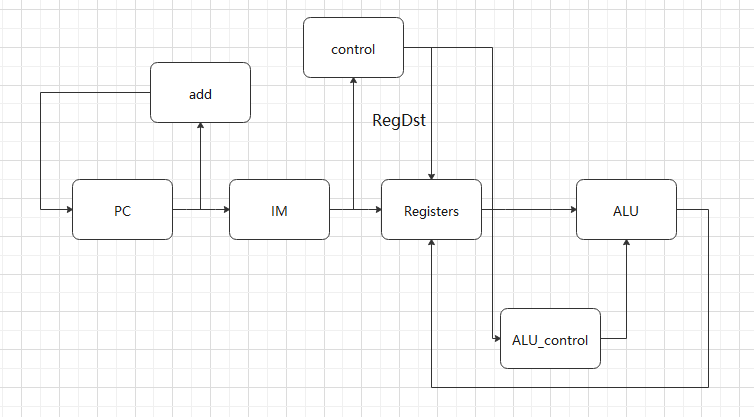 control
add
RegDst
PC
IM
Registers
ALU
ALU_control